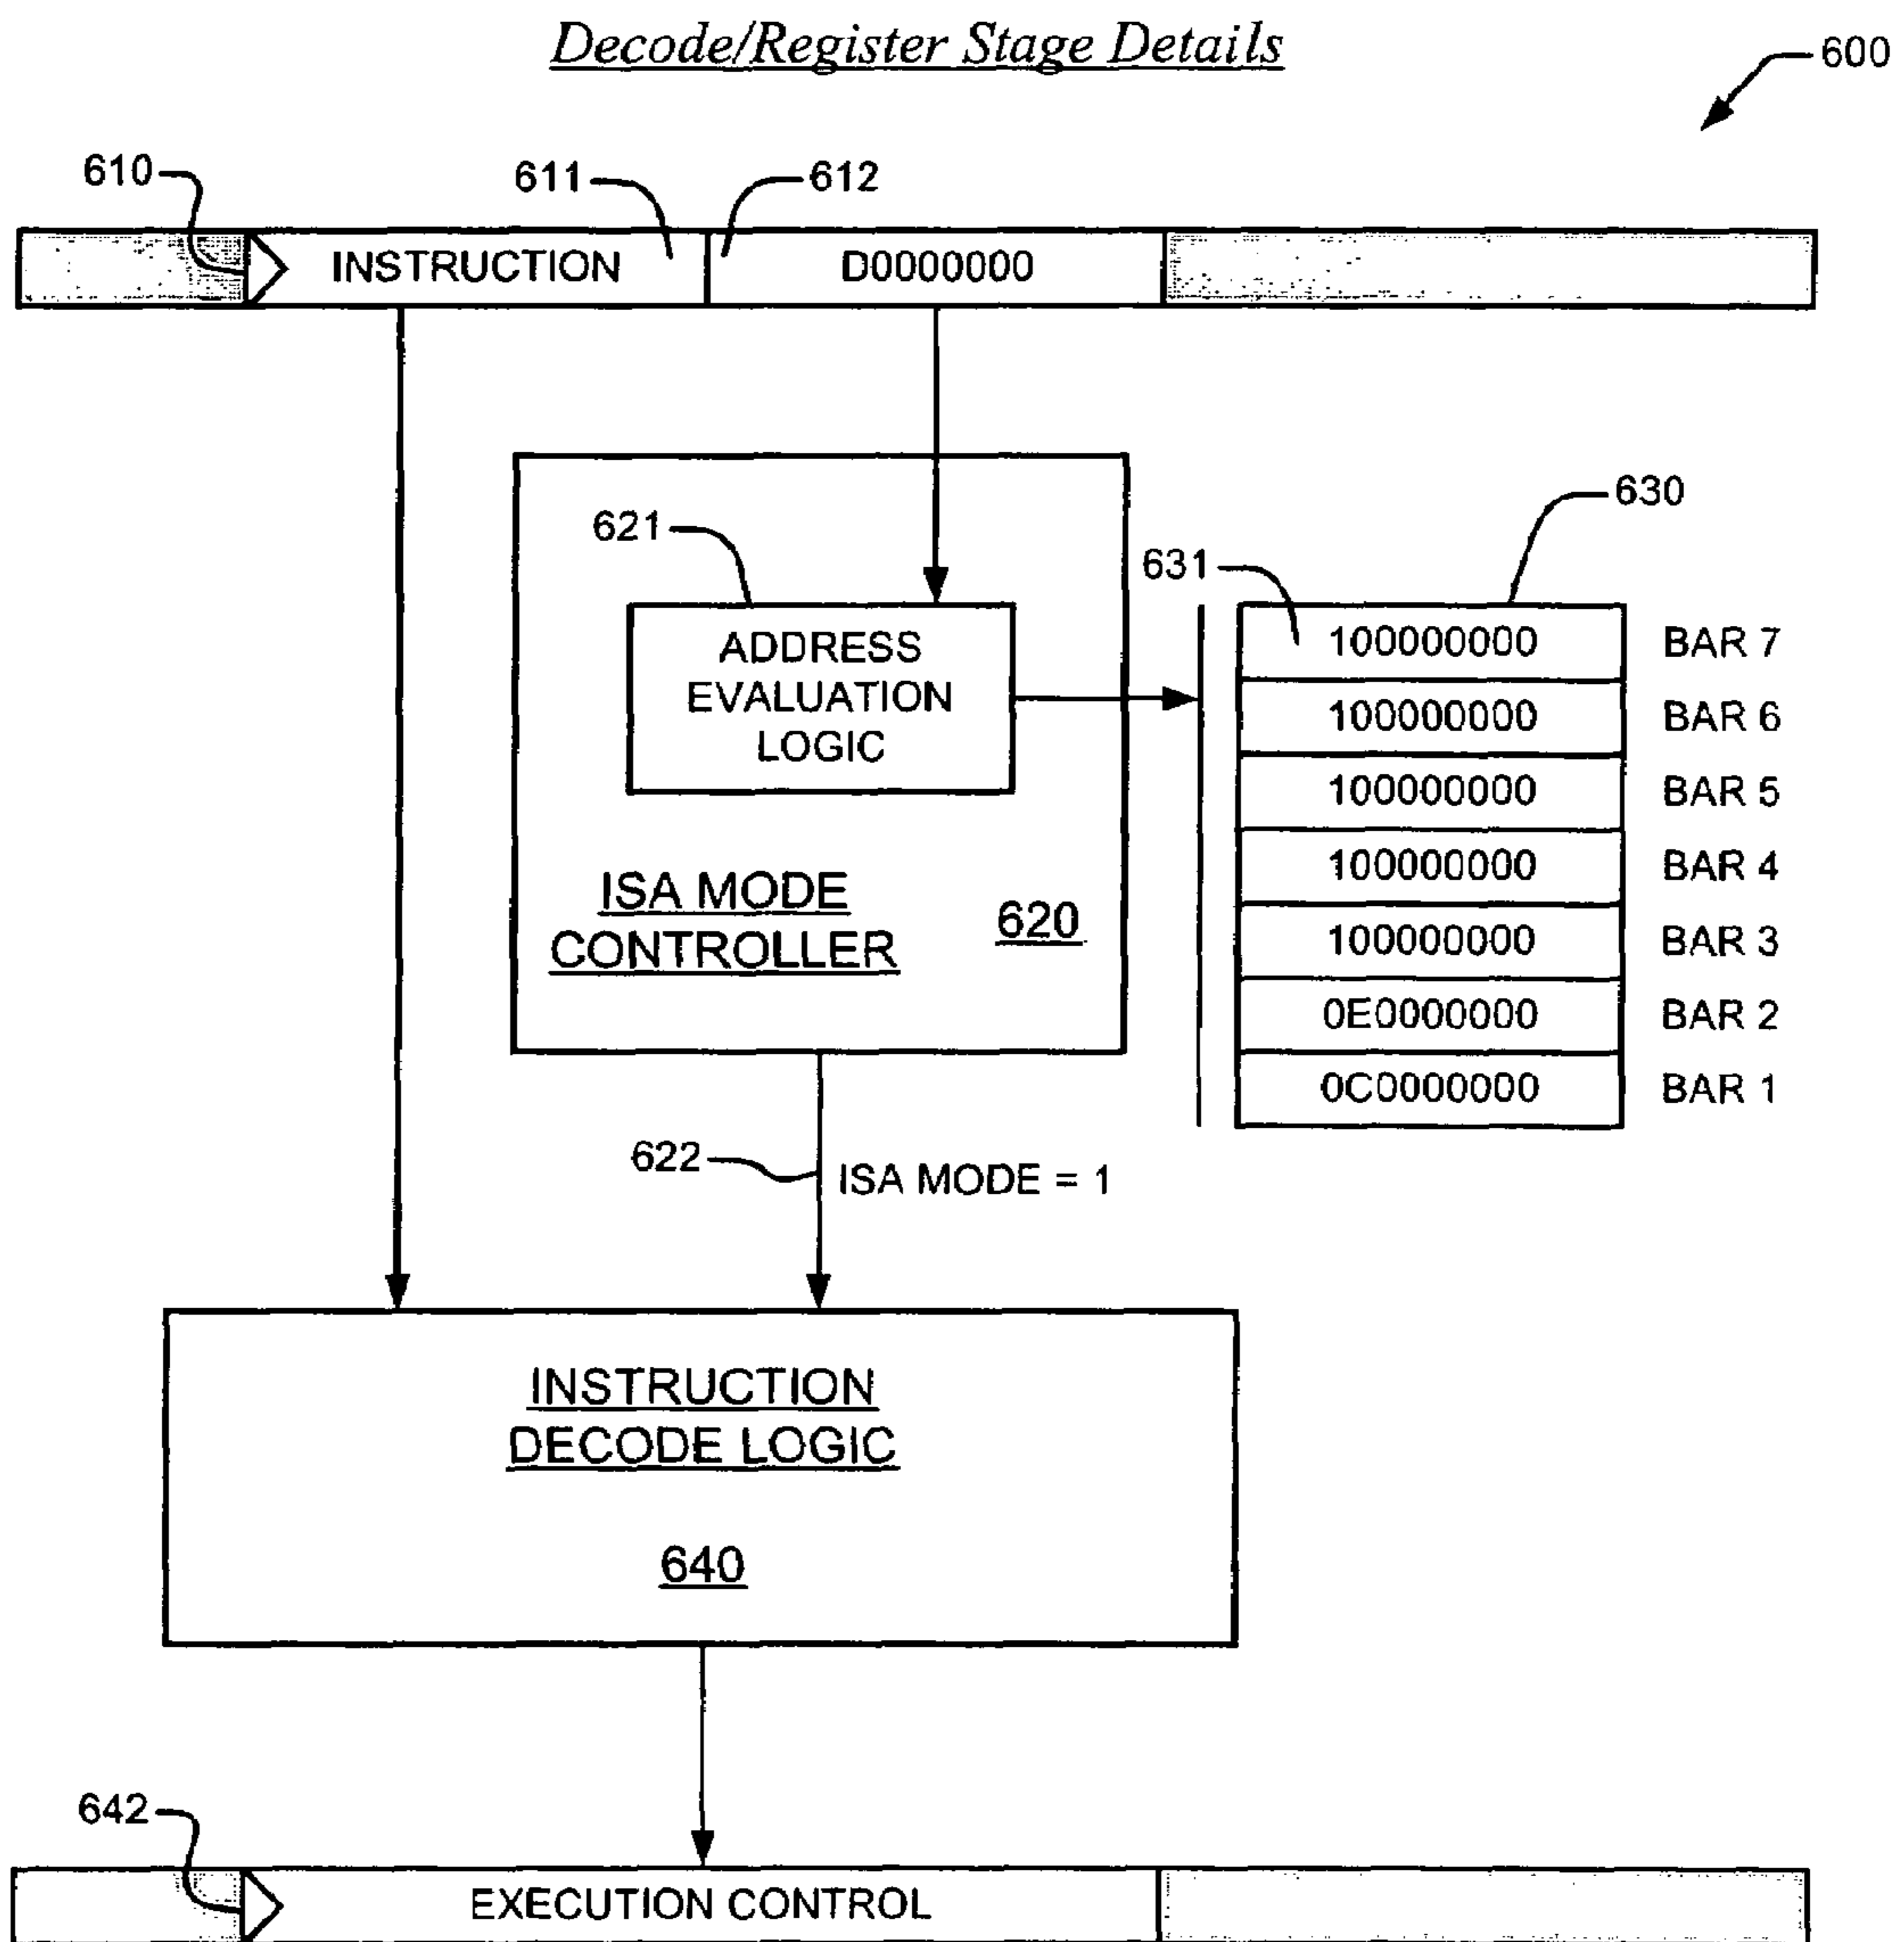 Decode/Register Stage Details
600
610
611
612
INSTRUCTION
D0000000
630
621
631
ADDRESS
EVALUATION
LOGIC
100000000 BAR 7
100000000 BAR 6
100000000 BAR 5
100000000 BAR 4
100000000 BAR 3
0E0000000 BAR 2
0C0000000 BAR 1
ISA MODE
CONTROLLER
620
622
ISA MODE = 1
INSTRUCTION
DECODE LOGIC
640
642
EXECUTION CONTROL